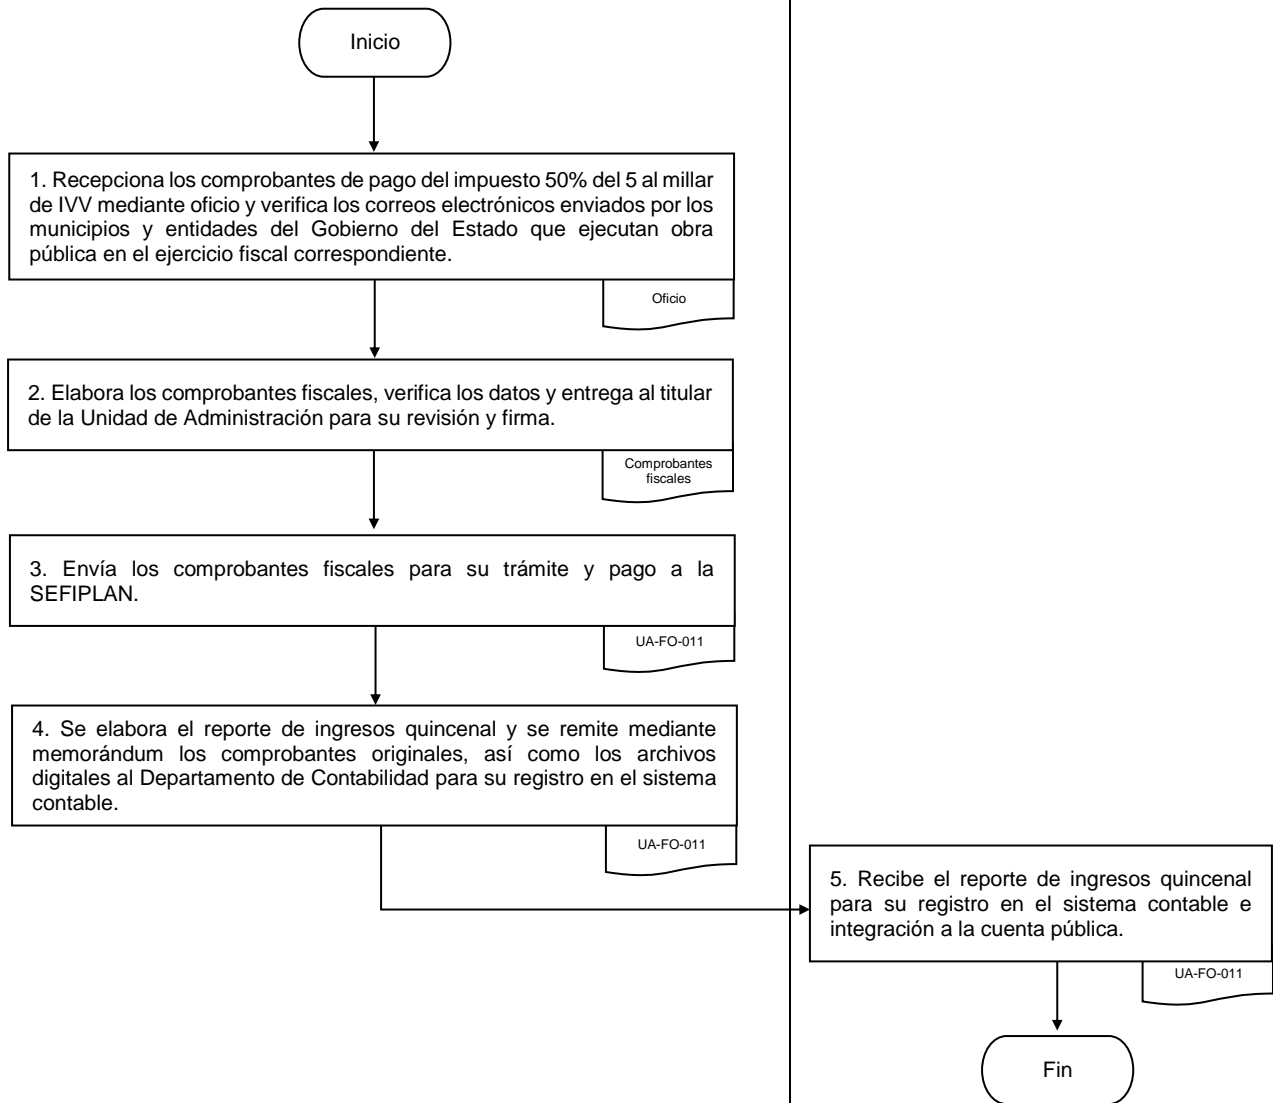 Inicio
1. Recepciona los comprobantes de pago del impuesto 50% del 5 al millar
de IVV mediante oficio y verifica los correos electrónicos enviados por los
municipios y entidades del Gobierno del Estado que ejecutan obra
pública en el ejercicio fiscal correspondiente.
Oficio
2. Elabora los comprobantes fiscales, verifica los datos y entrega al titular
de la Unidad de Administración para su revisión y firma.
Comprobantes
fiscales
3. Envía los comprobantes fiscales para su trámite y pago a la
SEFIPLAN.
UA-FO-011
4. Se elabora el reporte de ingresos quincenal y se remite mediante
memorándum los comprobantes originales, así como los archivos
digitales al Departamento de Contabilidad para su registro en el sistema
contable.
UA-FO-011
5. Recibe el reporte de ingresos quincenal
para su registro en el sistema contable e
integración a la cuenta pública.
UA-FO-011
Fin